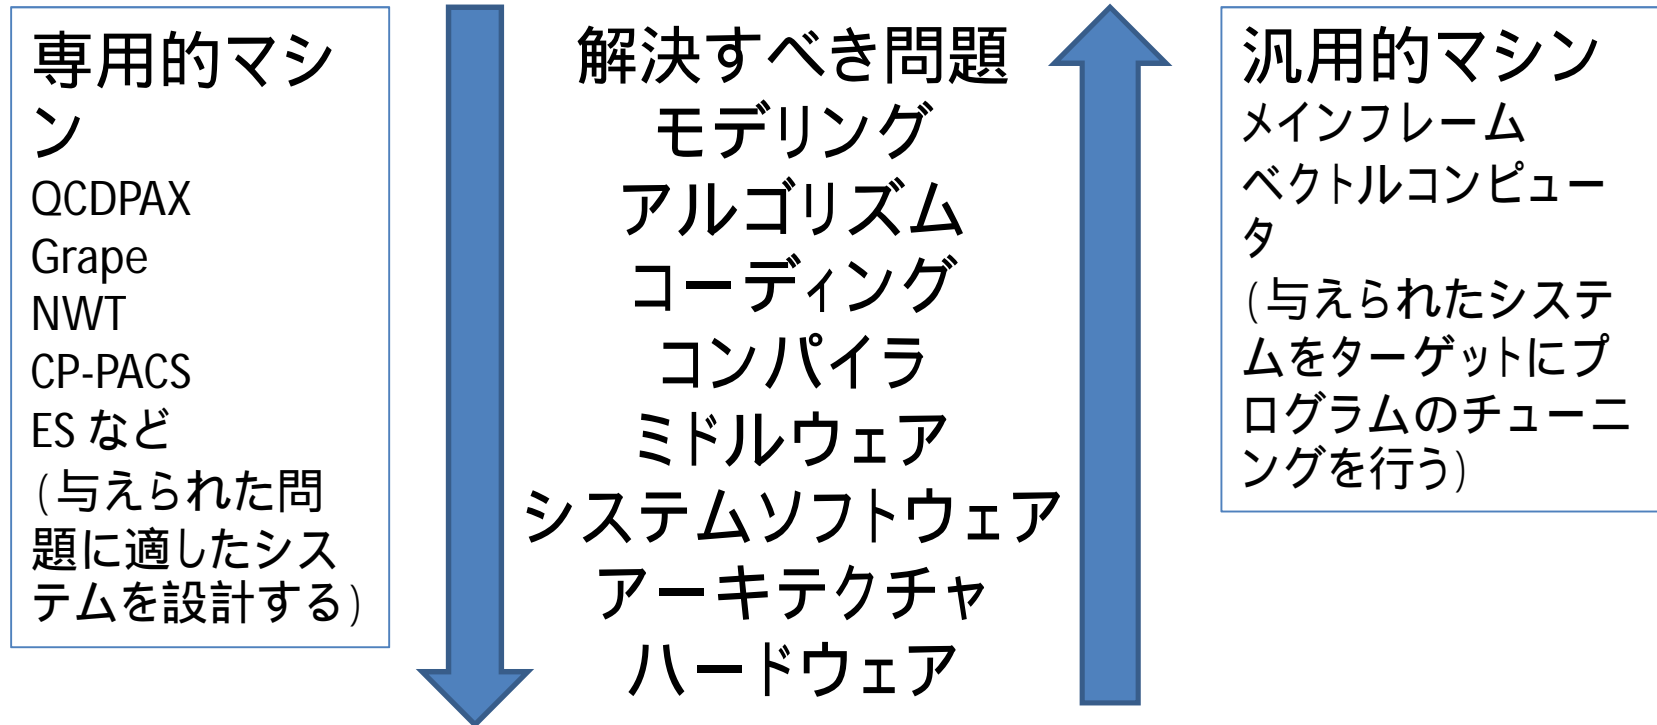 専用的マシ
ン
QCDPAX
Grape
NWT
CP-PACS
ES など
(与えられた問
題に適したシス
テムを設計する)
解決すべき問題
モデリング
アルゴリズム
コーディング
コンパイラ
ミドルウェア
システムソフトウェア
アーキテクチャ
ハードウェア
汎用的マシン
メインフレーム
ベクトルコンピュー
タ
(与えられたシステ
ムをターゲットにプ
ログラムのチューニ
ングを行う)